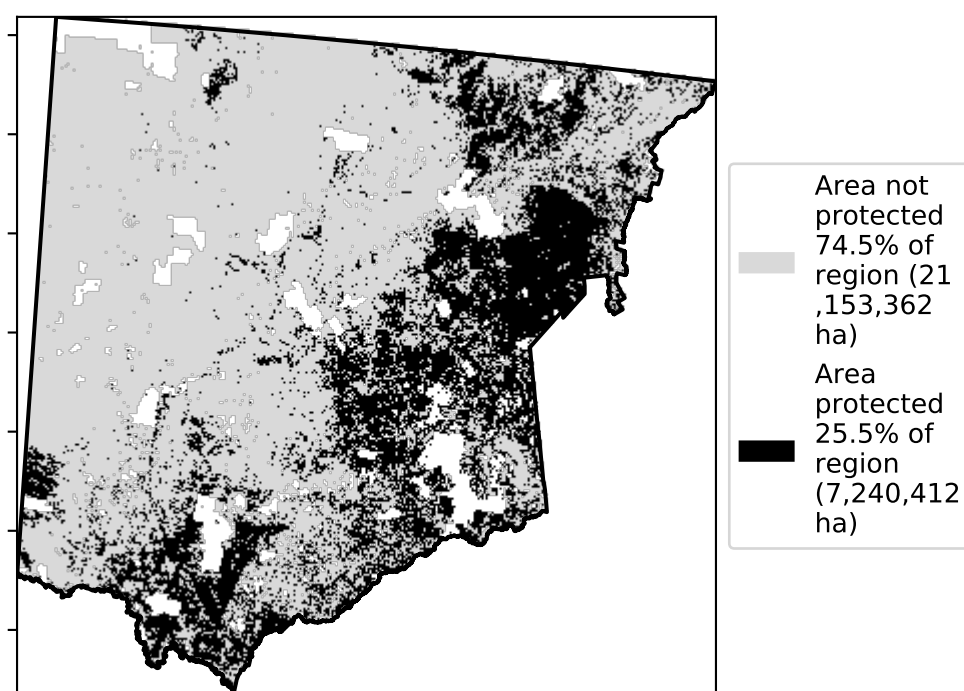 Area not
protected
74.5% of
region (21
,153,362
ha)
Area
protected
25.5% of
region
(7,240,412
ha)